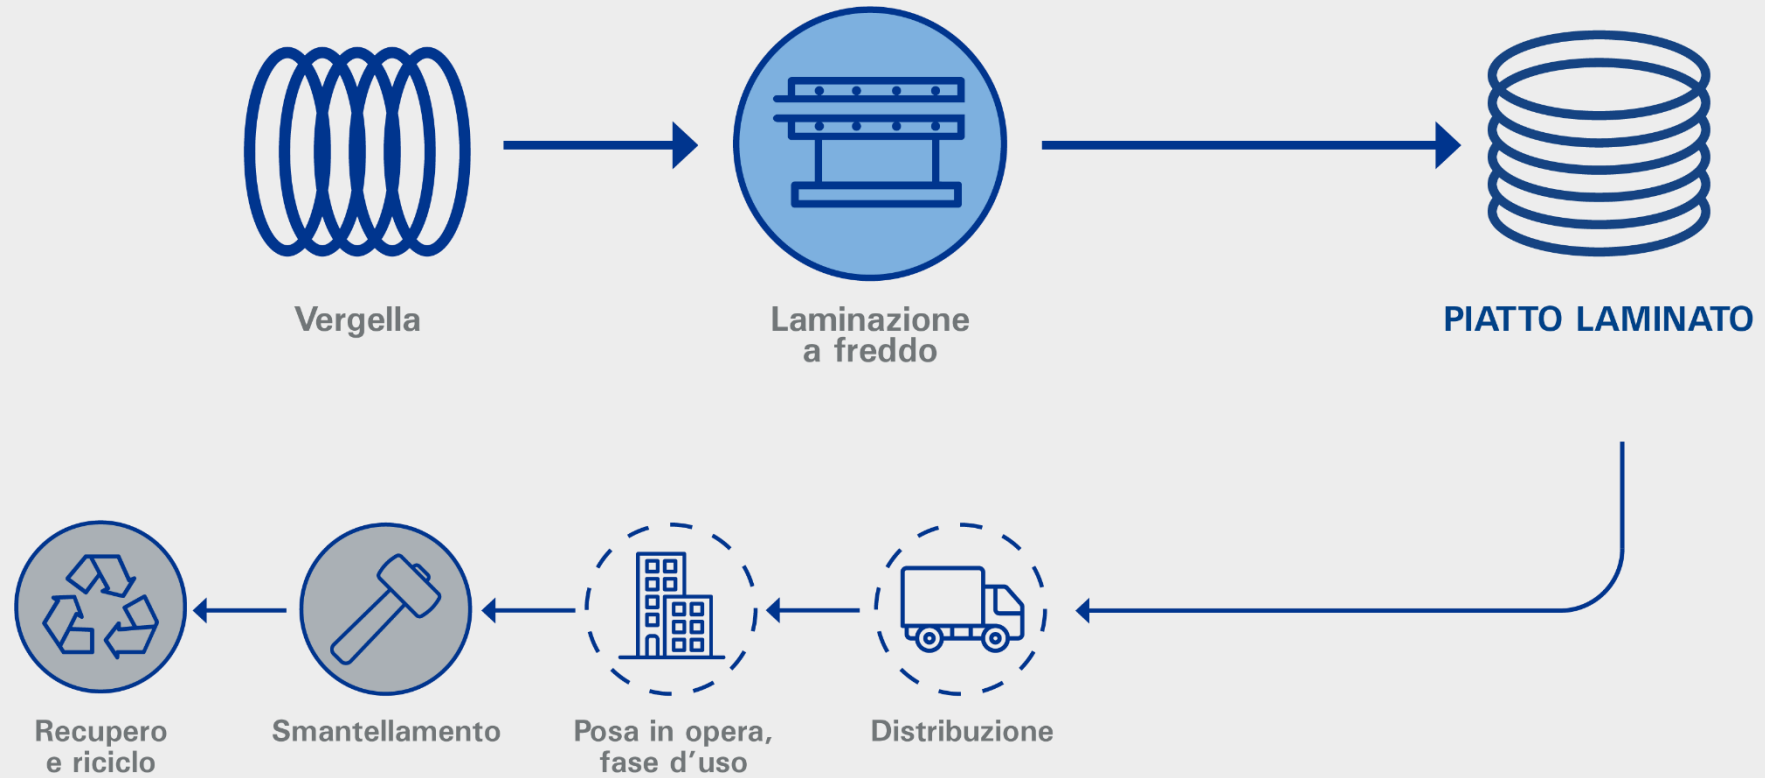 Vergella
Laminazione
a freddo
PIATTO LAMINATO
Recupero
e riciclo
Smantellamento
Posa in opera,
fase d'uso
Distribuzione